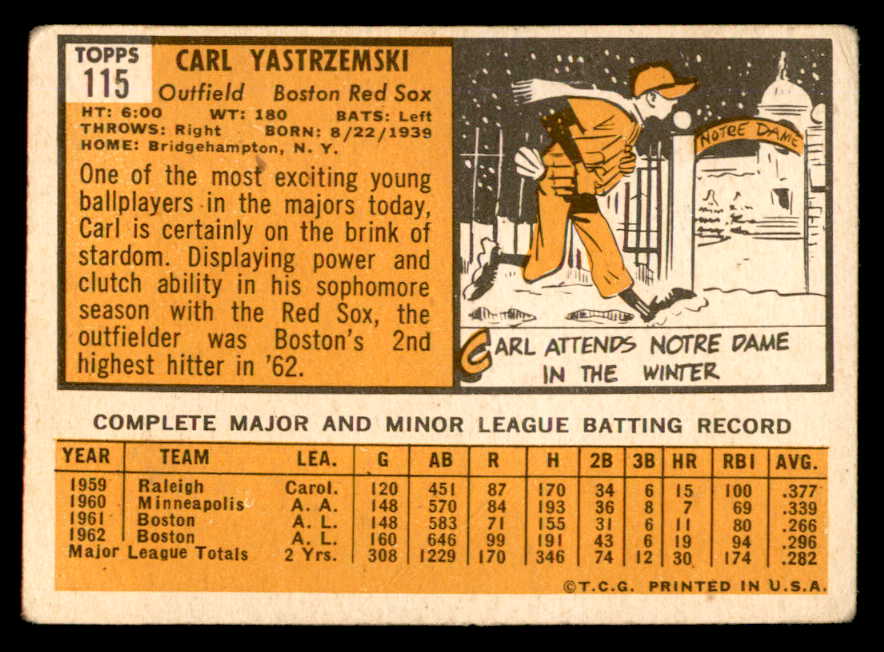 TOPPS
115
CARL YASTRZEMSKI
Outfield Boston Red Sox
HT: 6:00 WT: 180 BATS: Left
THROWS: Right BORN: 8/22/1939
HOME: Bridgehampton, N. Y.
One of the most exciting young
ballplayers in the majors today,
Carl is certainly on the brink of
stardom. Displaying power and
clutch ability in his sophomore
season with the Red Sox, the
outfielder was Boston's 2nd
highest hitter in '62.
NOTRE DAME
CARL ATTENDS NOTRE DAME
IN THE WINTER
COMPLETE MAJOR AND MINOR LEAGUE BATTING RECORD
YEAR TEAM LEA. G AB R H 2B 3B HR RBI AVG.
1959 Raleigh Carol. 120 451 87 170 34 6 15 100 .377
1960 Minneapolis A. A. 148 570 84 193 36 8 7 69 .339
1961 Boston A. L. 148 583 71 155 31 6 11 80 .266
1962 Boston A. L. 160 646 99 191 43 6 19 94 .296
Major League Totals 2 Yrs. 308 1229 170 346 74 12 30 174 .282
©T.C.G. PRINTED IN U.S.A.